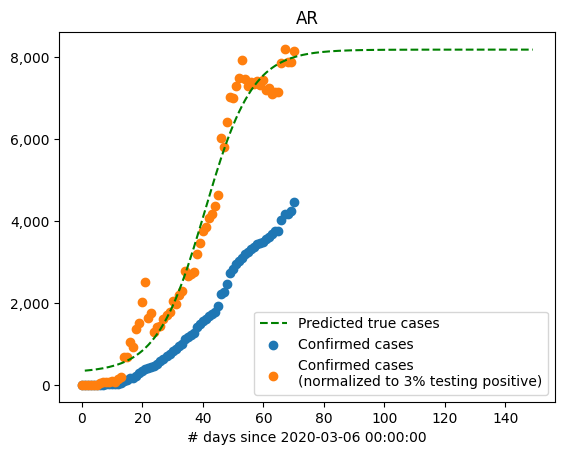 AR
8,000
6,000
4,000
2,000
0
Predicted true cases
Confirmed cases
Confirmed cases
(normalized to 3% testing positive)
0 20 40 60 80 100 120 140
# days since 2020-03-06 00:00:00